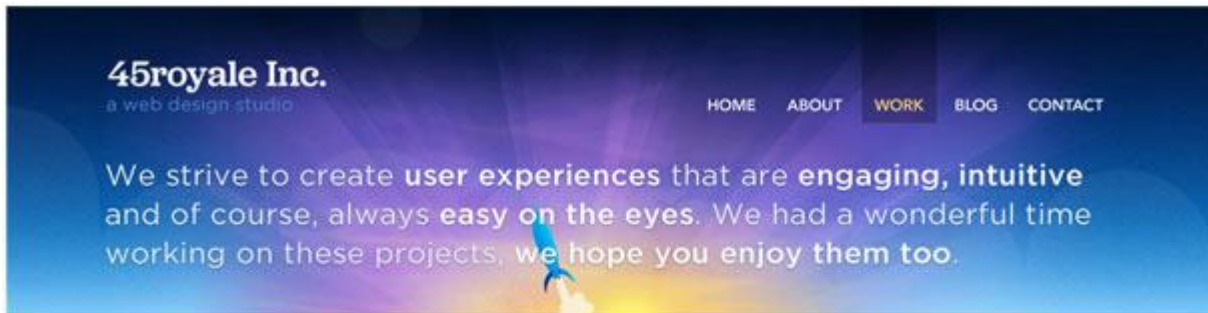 45royale Inc.
a web design studio
HOME ABOUT WORK BLOG CONTACT
We strive to create user experiences that are engaging, intuitive
and of course, always easy on the eyes. We had a wonderful time
working on these projects, we hope you enjoy them too.